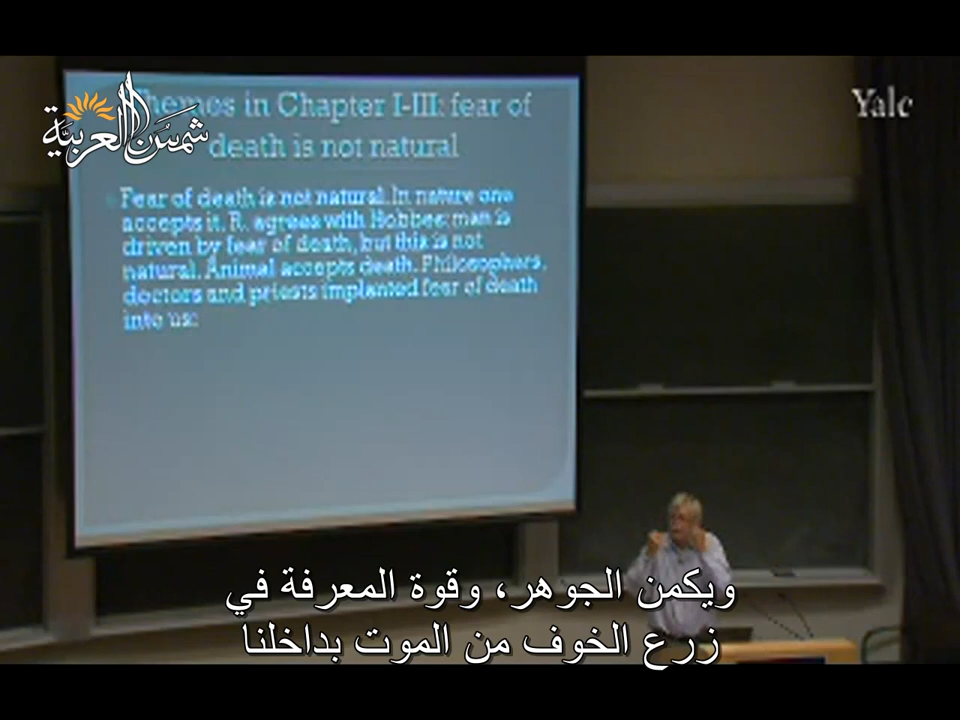 Themes in Chapter I-III: fear of
death is not natural
Yale
شمس العربية
Fear of death is not natural. In nature one
accepts it. R. agrees with Hobbes: man is
driven by fear of death, but this is not
natural. Animal accepts death. Philosophers,
doctors and priests implanted fear of death
into us:
ويكمن الجوهر، وقوة المعرفة في
زرع الخوف من الموت بداخلنا